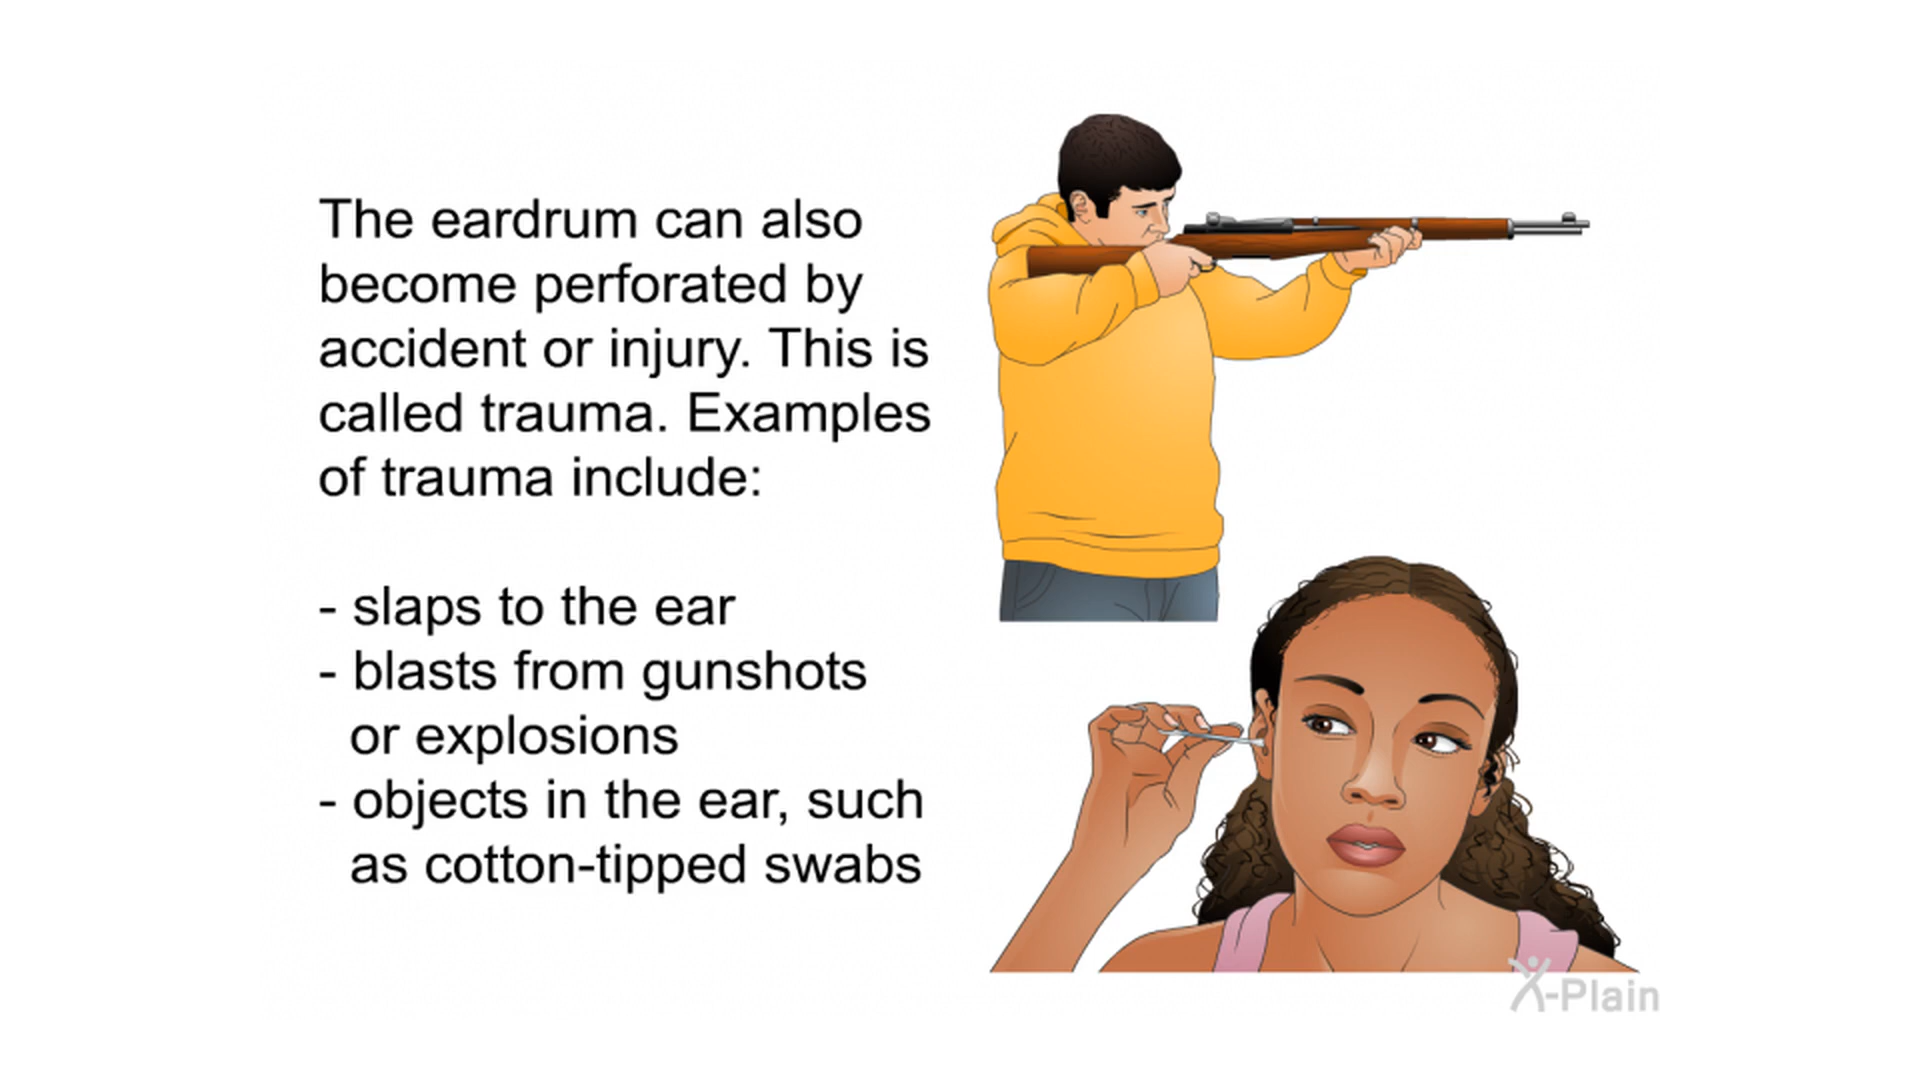 The eardrum can also
become perforated by
accident or injury. This is
called trauma. Examples
of trauma include:
- slaps to the ear
- blasts from gunshots
or explosions
- objects in the ear, such
as cotton-tipped swabs
X-Plain